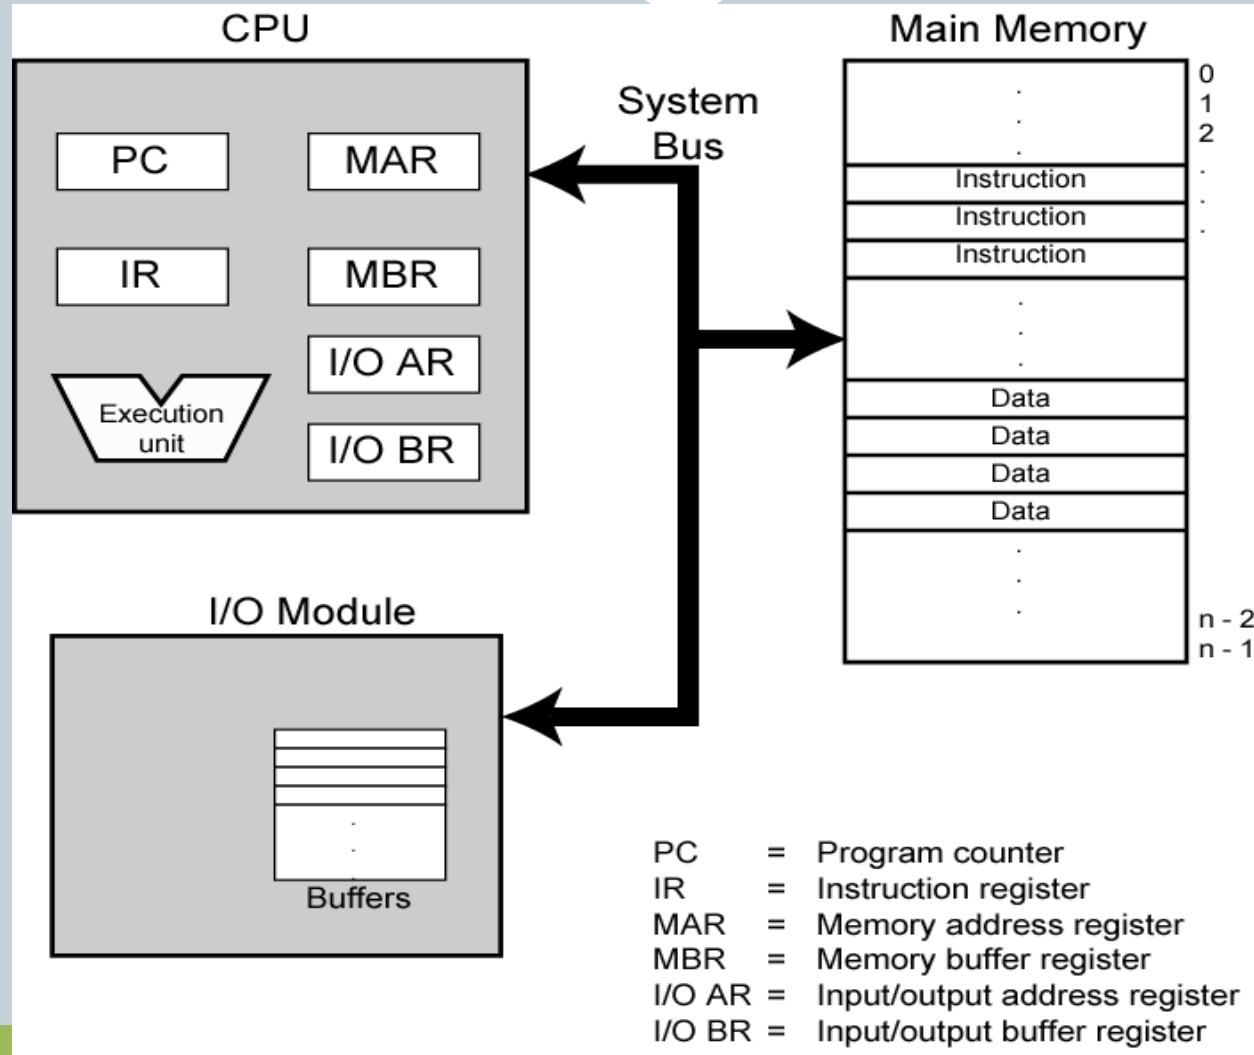 CPU
PC
MAR
IR
MBR
I/O AR
I/O BR
Execution
unit
System
Bus
Main Memory
0
1
2
.
.
.
n - 2
n - 1
.
.
.
Instruction
Instruction
Instruction
.
.
.
Data
Data
Data
Data
.
.
.
I/O Module
.
.
.
Buffers
PC = Program counter
IR = Instruction register
MAR = Memory address register
MBR = Memory buffer register
I/O AR = Input/output address register
I/O BR = Input/output buffer register